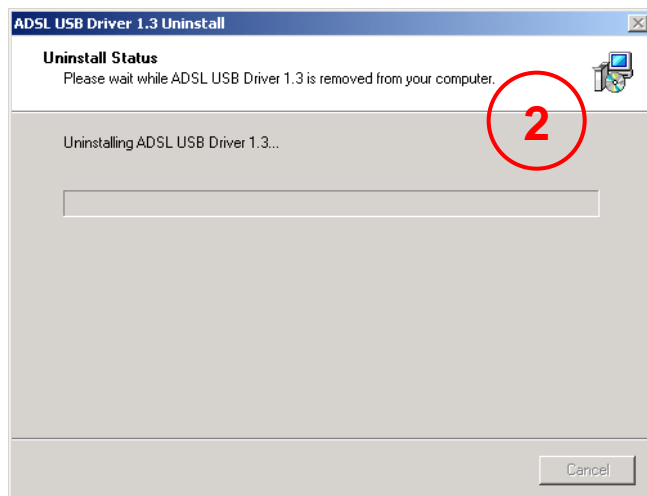 ADSL USB Driver 1.3 Uninstall
Uninstall Status
Please wait while ADSL USB Driver 1.3 is removed from your computer.
2
Uninstalling ADSL USB Driver 1.3...
Cancel